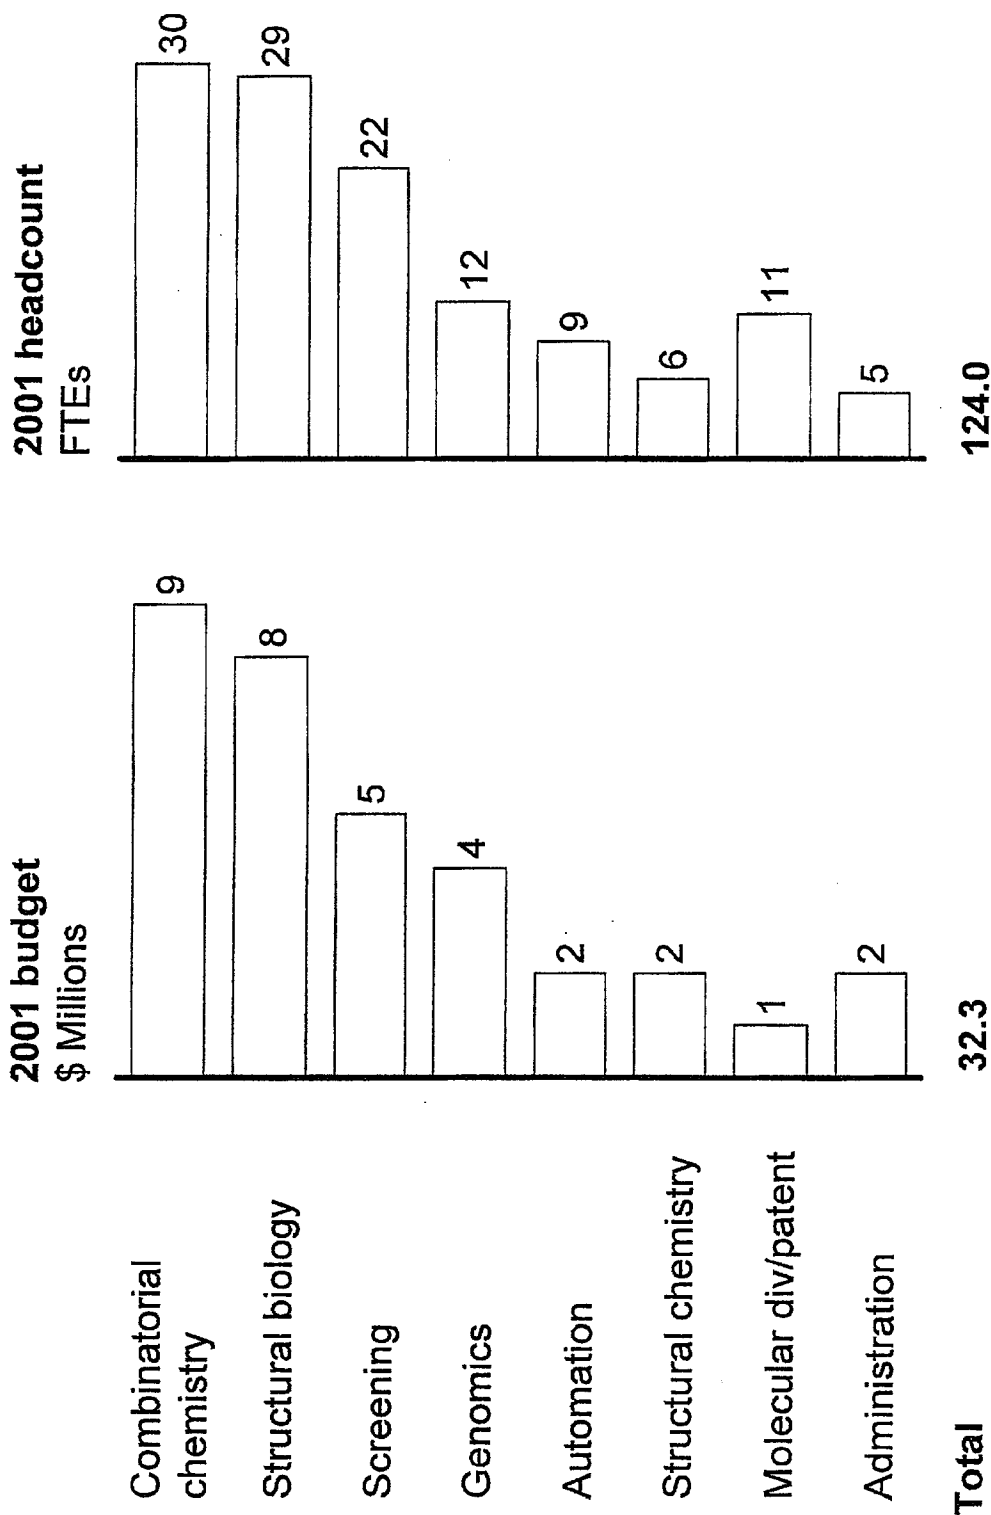 2001 budget
$ Millions
2001 headcount
FTEs
Combinatorial
chemistry
9
30
Structural biology
8
29
Screening
5
22
Genomics
4
12
Automation
2
9
Structural chemistry
2
6
Molecular div/patent
1
11
Administration
2
5
Total
32.3
124.0